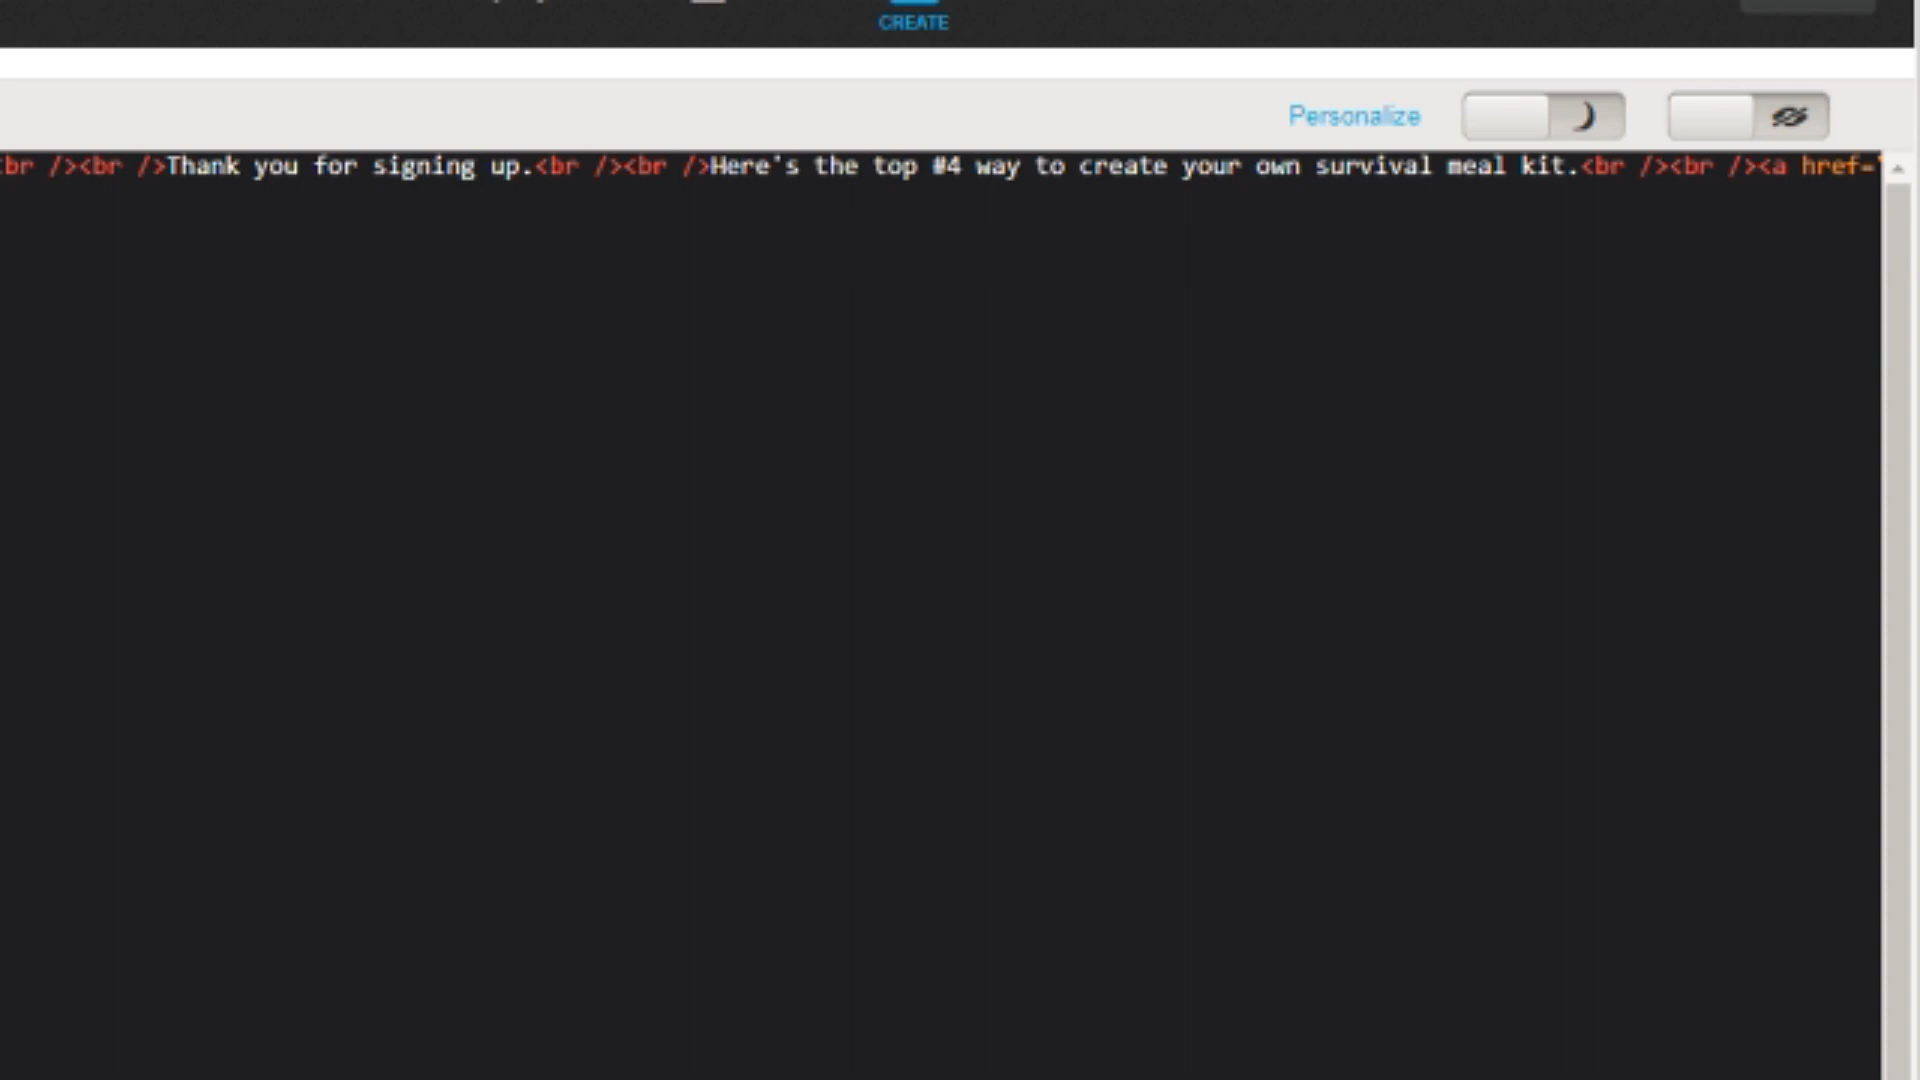 CREATE
Personalize
br /><br />Thank you for signing up.<br /><br />Here's the top #4 way to create your own survival meal kit.<br /><br /><a href=